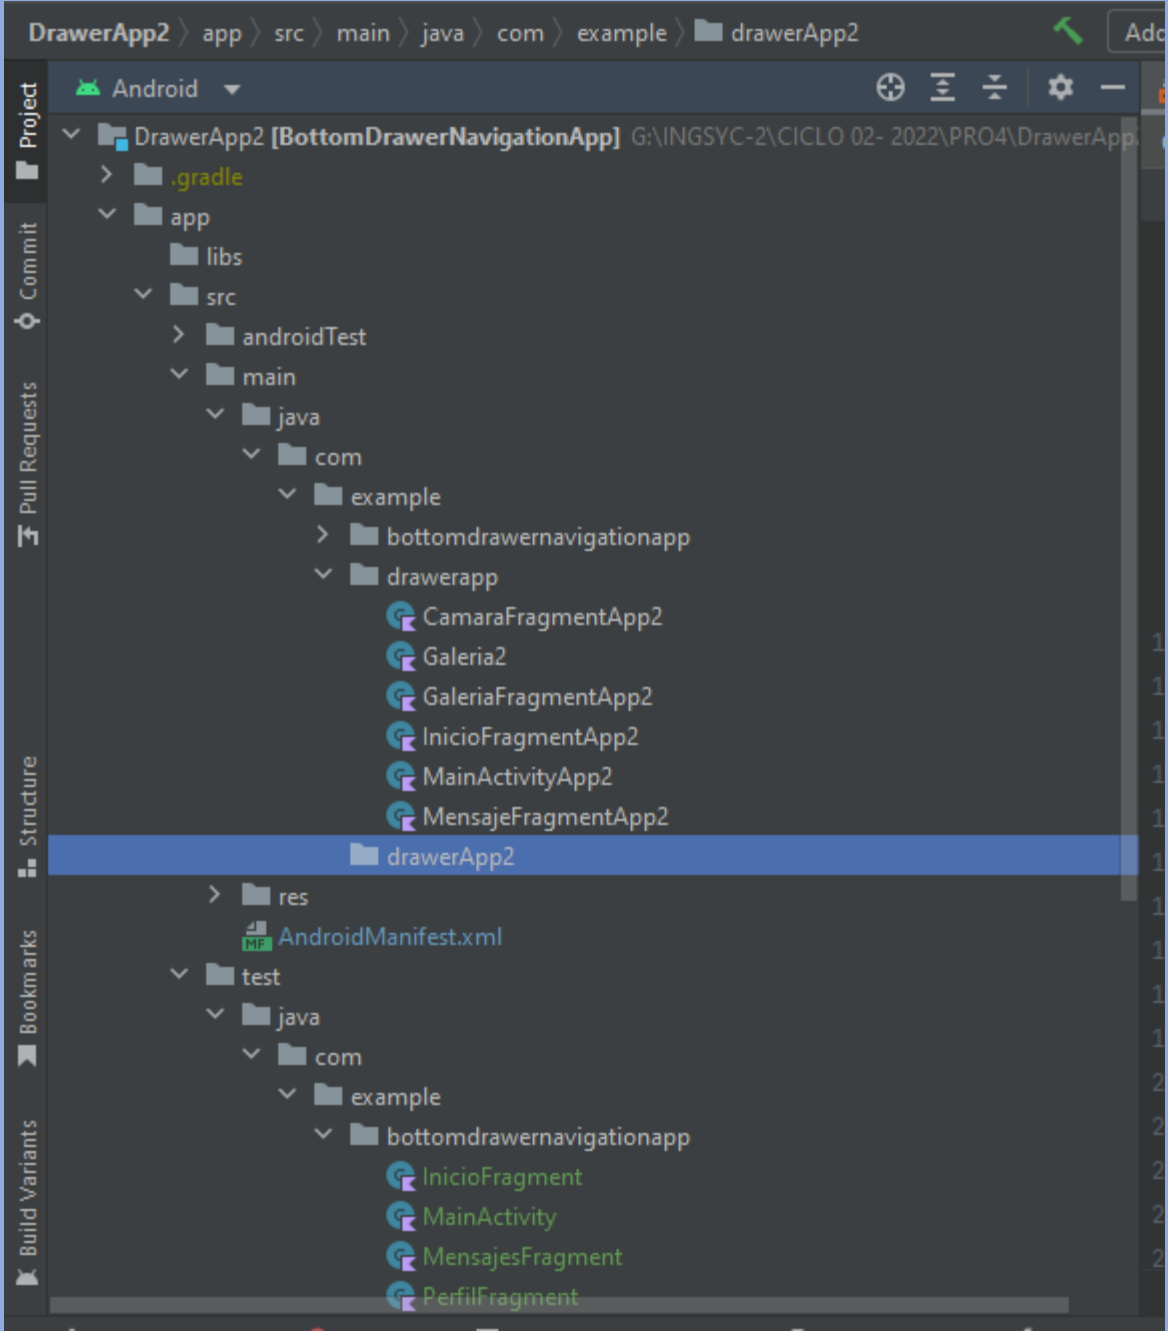 DrawerApp2 app src main java com example drawerApp2
Android
Project
DrawerApp2 [BottomDrawerNavigationApp] G:\INGSYC-2\CICLO 02- 2022\PRO4\DrawerApp
.gradle
app
libs
Commit
src
androidTest
main
java
Pull Requests
com
example
bottomdrawernavigationapp
drawerapp
CamaraFragmentApp2
Galeria2
GaleriaFragmentApp2
InicioFragmentApp2
MainActivityApp2
Structure
MensajeFragmentApp2
drawerApp2
res
MF AndroidManifest.xml
Bookmarks
test
java
com
example
bottomdrawernavigationapp
Build Variants
InicioFragment
MainActivity
MensajesFragment
PerfilFragment